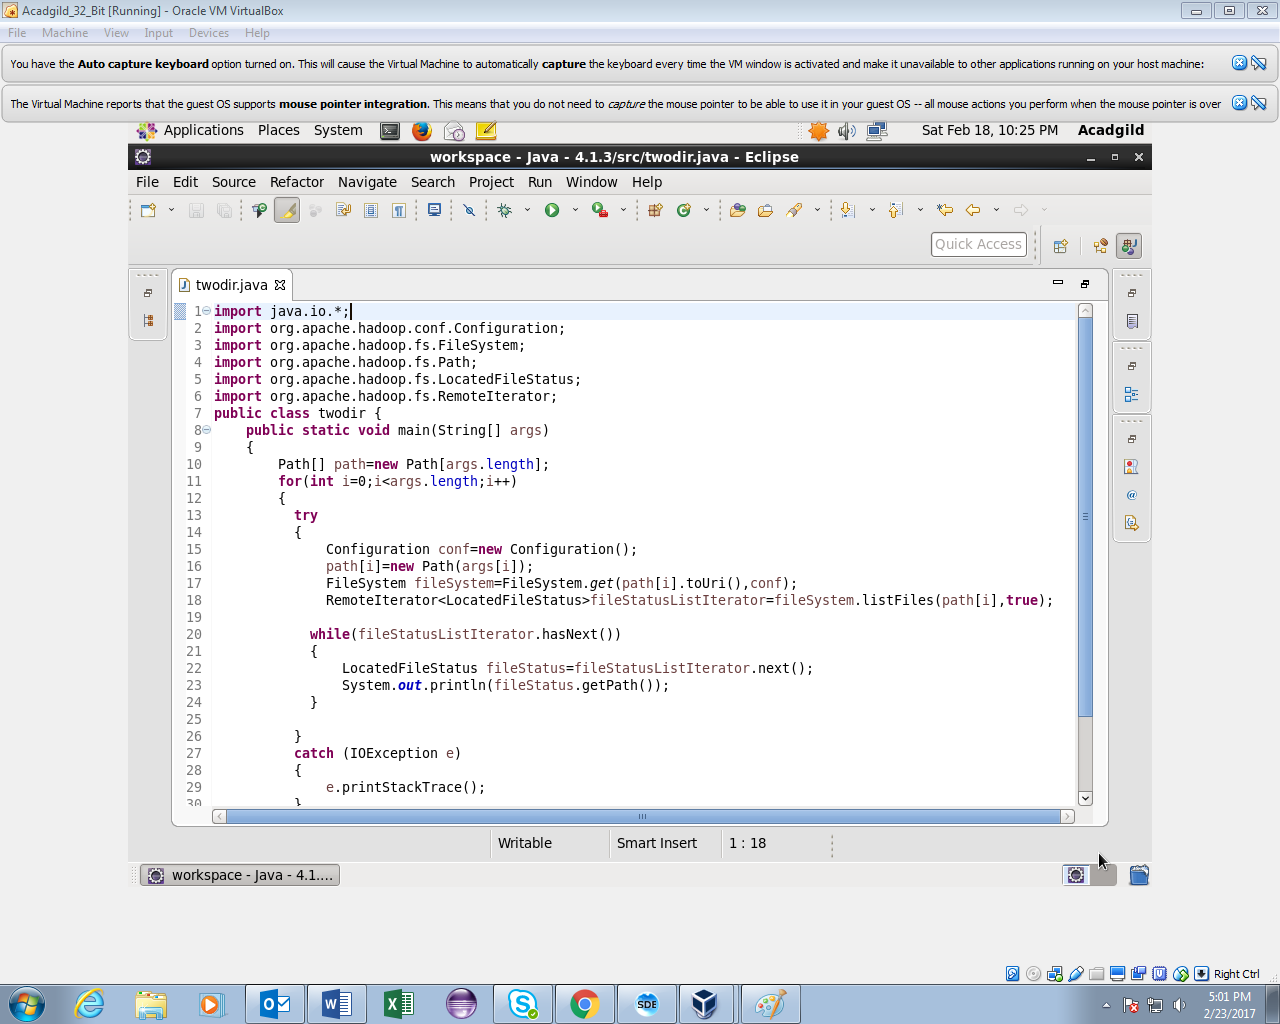 Acadgild_32_Bit [Running] - Oracle VM VirtualBox
File Machine View Input Devices Help
You have the Auto capture keyboard option turned on. This will cause the Virtual Machine to automatically capture the keyboard every time the VM window is activated and make it unavailable to other applications running on your host machine:
The Virtual Machine reports that the guest OS supports mouse pointer integration. This means that you do not need to capture the mouse pointer to be able to use it in your guest OS -- all mouse actions you perform when the mouse pointer is over
Applications Places System Sat Feb 18, 10:25 PM Acadgild
workspace - Java - 4.1.3/src/twodir.java - Eclipse
File Edit Source Refactor Navigate Search Project Run Window Help
Quick Access
twodir.java
1 import java.io.*;
2 import org.apache.hadoop.conf.Configuration;
3 import org.apache.hadoop.fs.FileSystem;
4 import org.apache.hadoop.fs.Path;
5 import org.apache.hadoop.fs.LocatedFileStatus;
6 import org.apache.hadoop.fs.RemoteIterator;
7 public class twodir {
8 public static void main(String[] args)
9 {
10 Path[] path=new Path[args.length];
11 for(int i=0;i<args.length;i++)
12 {
13 try
14 {
15 Configuration conf=new Configuration();
16 path[i]=new Path(args[i]);
17 FileSystem fileSystem=FileSystem.get(path[i].toUri(),conf);
18 RemoteIterator<LocatedFileStatus>fileStatusListIterator=fileSystem.listFiles(path[i],true);
19
20 while(fileStatusListIterator.hasNext())
21 {
22 LocatedFileStatus fileStatus=fileStatusListIterator.next();
23 System.out.println(fileStatus.getPath());
24 }
25
26 }
27 catch (IOException e)
28 {
29 e.printStackTrace();
30 }
Writable Smart Insert 1 : 18
workspace - Java - 4.1....
Right Ctrl
SDE
5:01 PM
2/23/2017